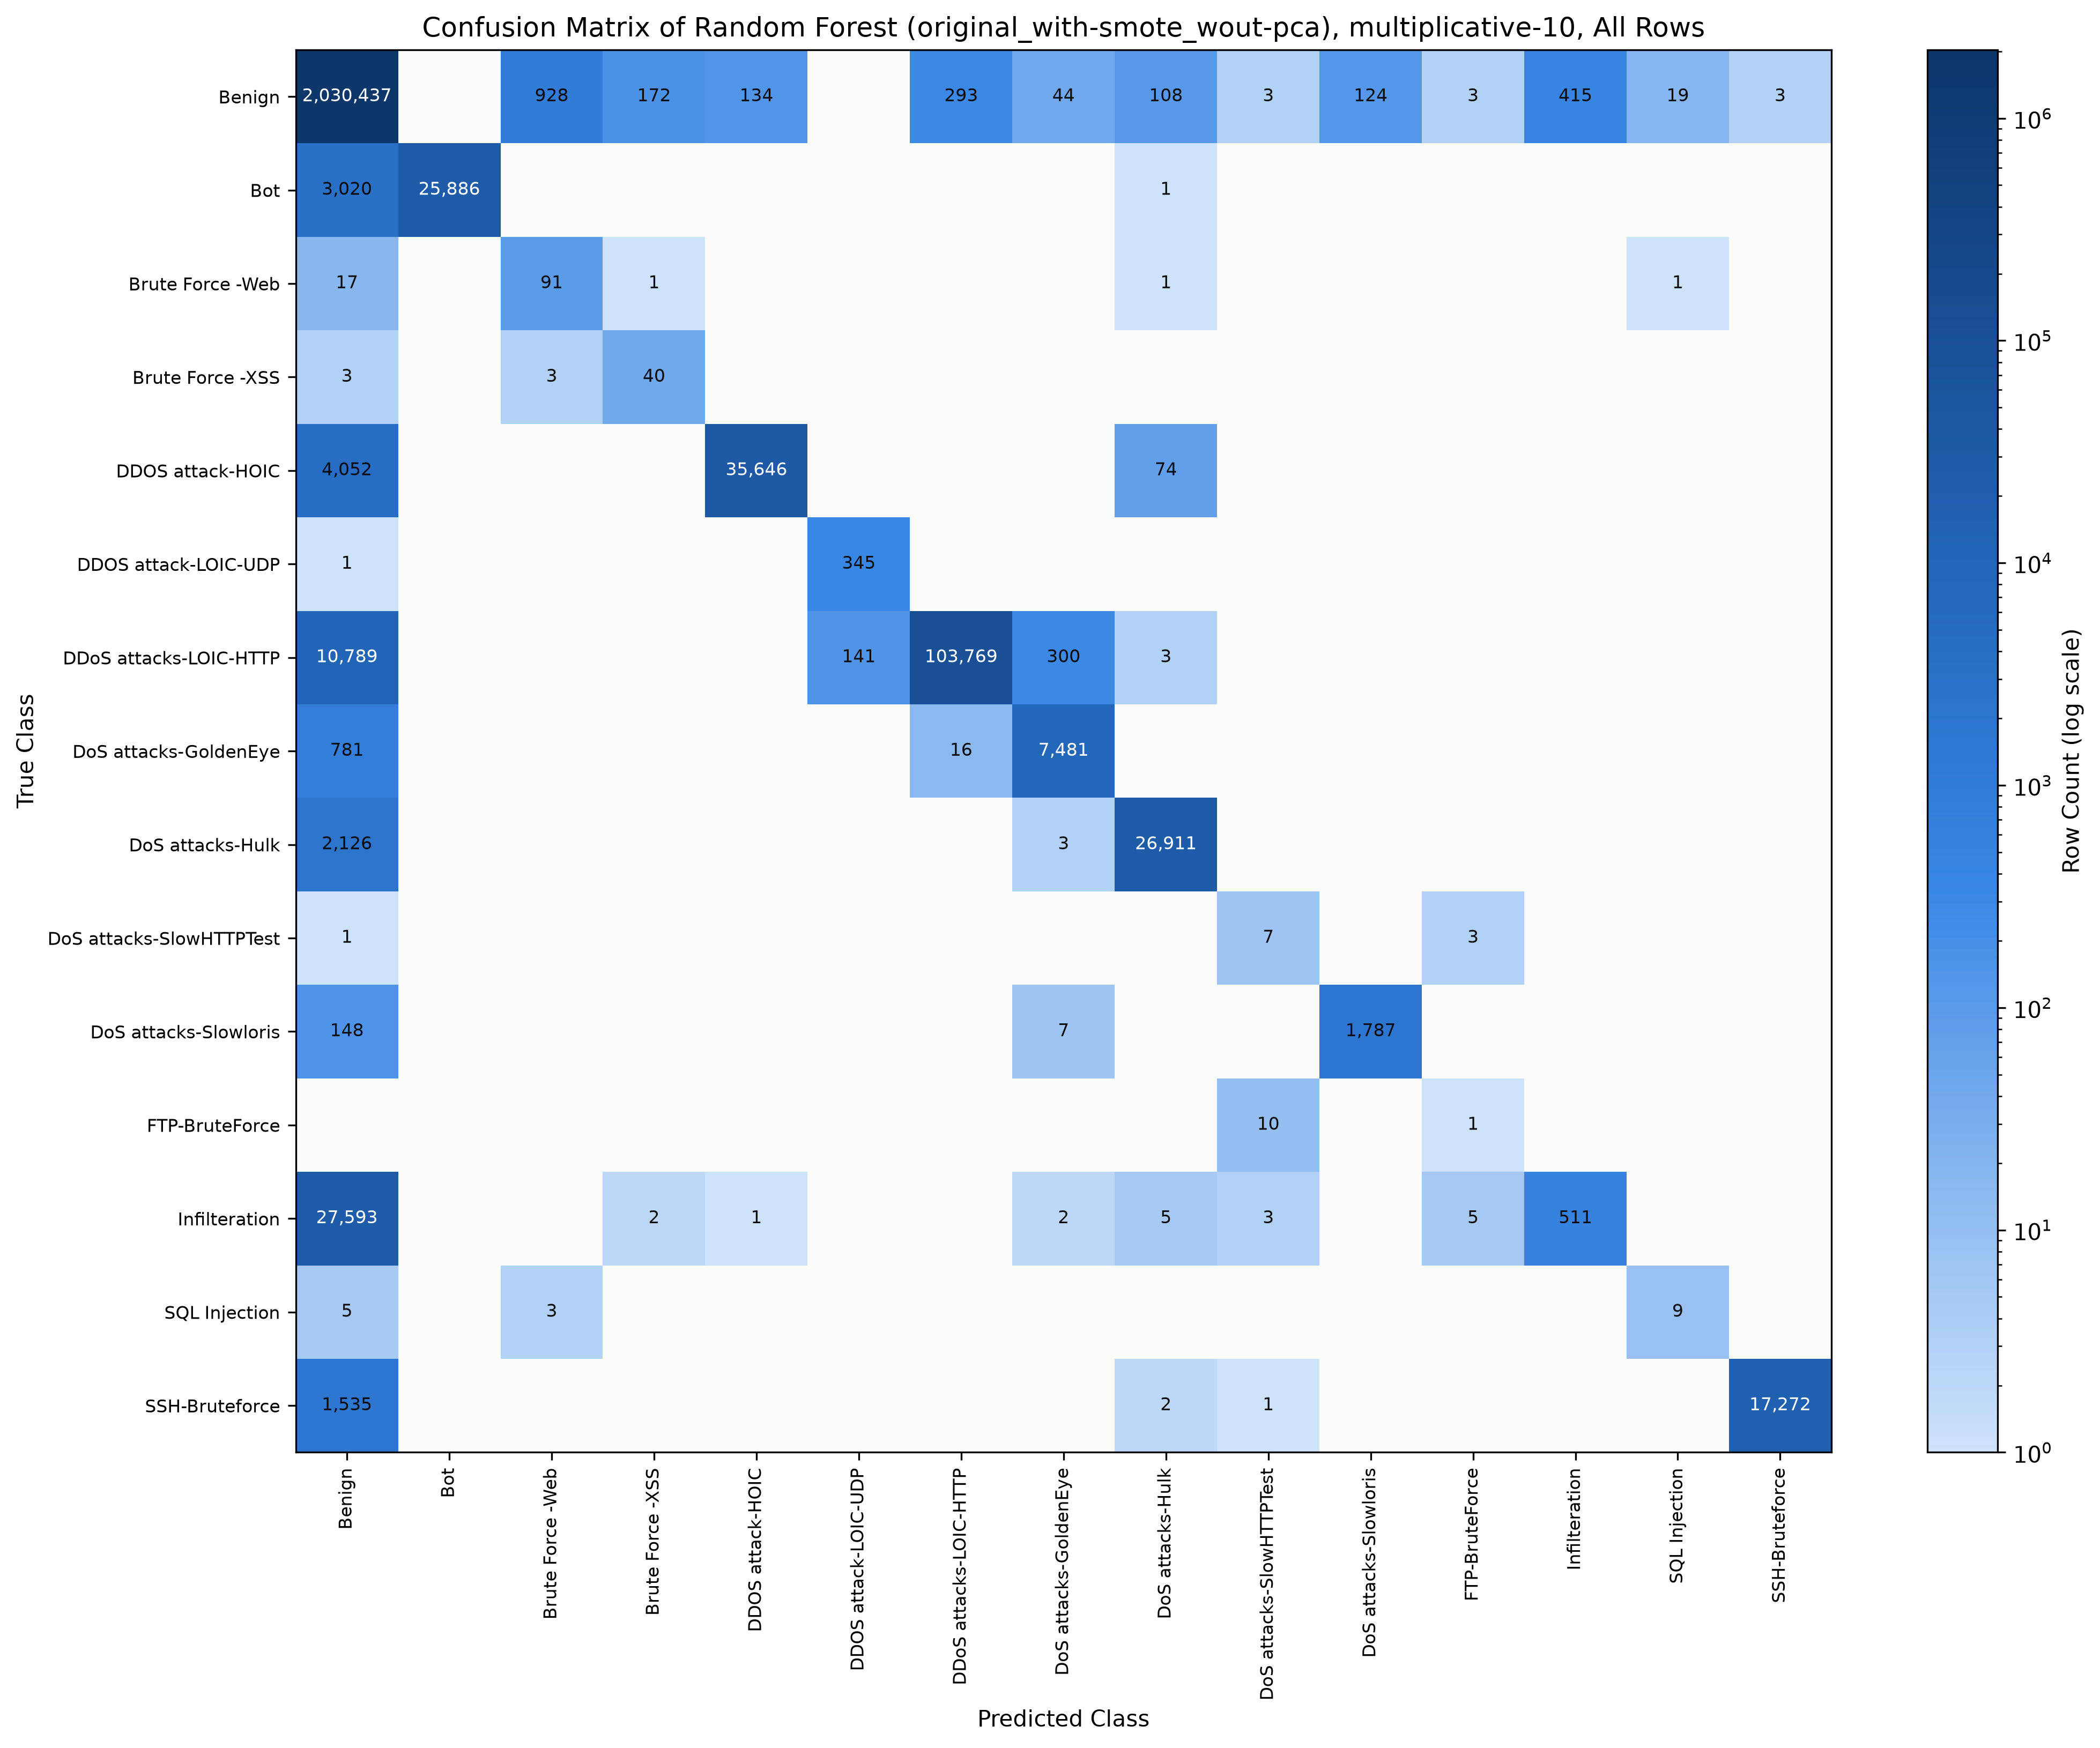 Confusion Matrix of Random Forest (original_with-smote_wout-pca), multiplicative-10, All Rows
True Class
Benign 2,030,437 928 172 134 293 44 108 3 124 3 415 19 3
Bot 3,020 25,886 1
Brute Force -Web 17 91 1 1 1
Brute Force -XSS 3 3 40
DDOS attack-HOIC 4,052 35,646 74
DDOS attack-LOIC-UDP 1 345
DDoS attacks-LOIC-HTTP 10,789 141 103,769 300 3
DoS attacks-GoldenEye 781 16 7,481
DoS attacks-Hulk 2,126 3 26,911
DoS attacks-SlowHTTPTest 1 7 3
DoS attacks-Slowloris 148 7 1,787
FTP-BruteForce 10 1
Infilteration 27,593 2 1 2 5 3 5 511
SQL Injection 5 3 9
SSH-Bruteforce 1,535 2 1 17,272
Benign
Bot
Brute Force -Web
Brute Force -XSS
DDOS attack-HOIC
DDOS attack-LOIC-UDP
DDoS attacks-LOIC-HTTP
DoS attacks-GoldenEye
DoS attacks-Hulk
DoS attacks-SlowHTTPTest
DoS attacks-Slowloris
FTP-BruteForce
Infilteration
SQL Injection
SSH-Bruteforce
Predicted Class
10⁶
10⁵
10⁴
10³
10²
10¹
10⁰
Row Count (log scale)